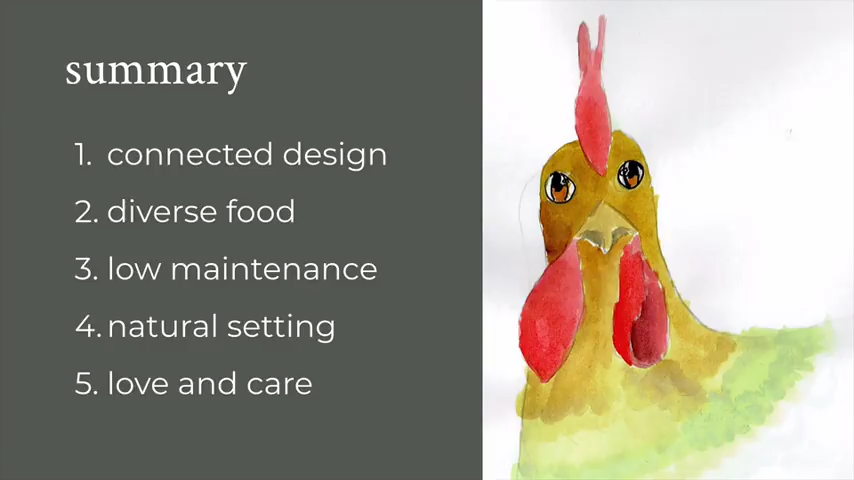 summary
1. connected design
2. diverse food
3. low maintenance
4. natural setting
5. love and care